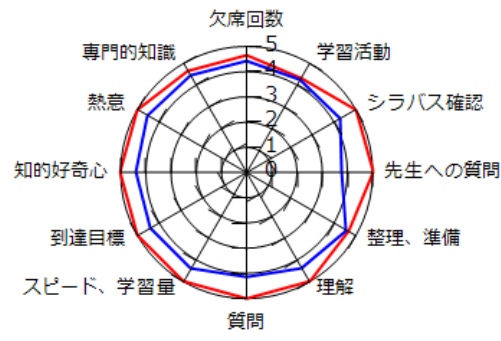 欠席回数
学習活動
シラバス確認
先生への質問
整理、準備
理解
質問
スピード、学習量
到達目標
知的好奇心
熱意
専門的知識
5
4
3
2
1
0